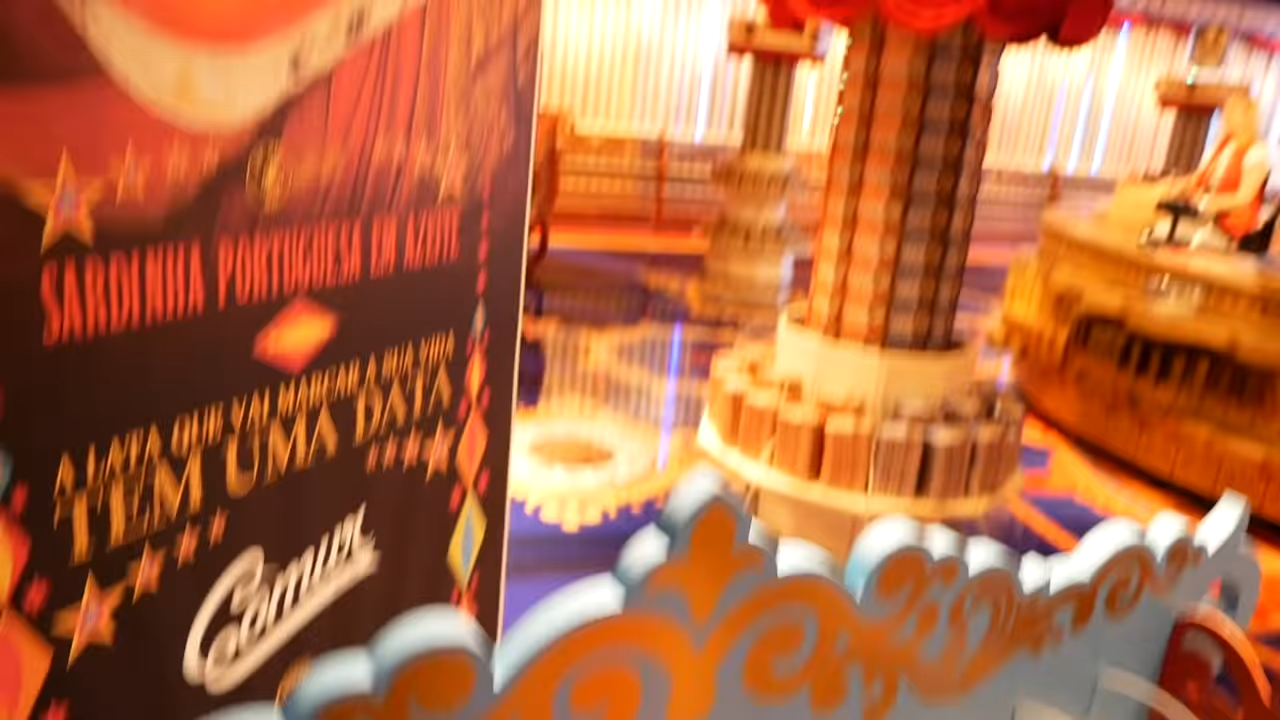 SARDINHA PORTUGUESA EM AZEITE
A LATA QUE VAI MARCAR A SUA VIDA
TEM UMA DATA
Comur